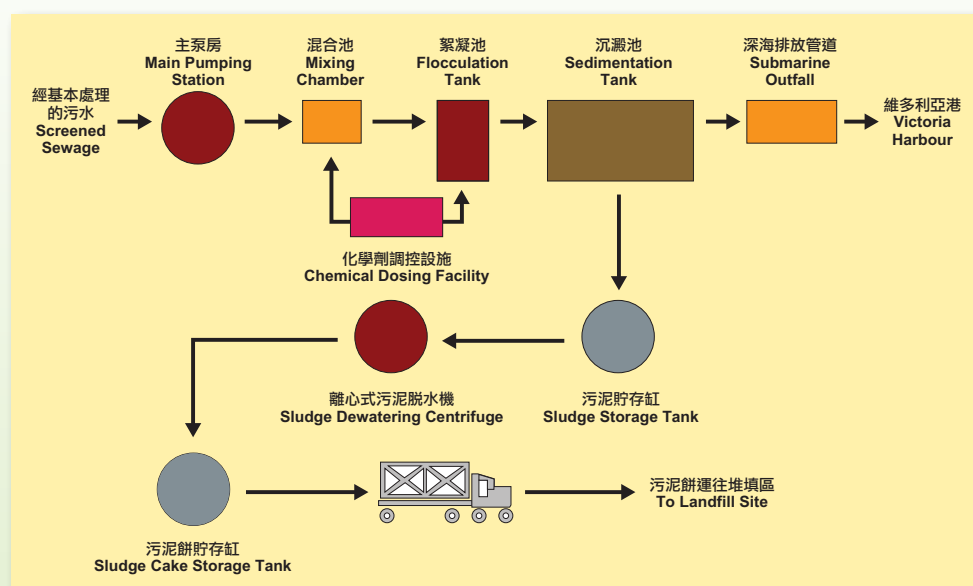 主泵房
Main Pumping
Station
混合池
Mixing
Chamber
絮凝池
Flocculation
Tank
沉澱池
Sedimentation
Tank
深海排放管道
Submarine
Outfall
經基本處理
的污水
Screened
Sewage
維多利亞港
Victoria
Harbour
化學劑調控設施
Chemical Dosing Facility
離心式污泥脫水機
Sludge Dewatering Centrifuge
污泥貯存缸
Sludge Storage Tank
污泥餅貯存缸
Sludge Cake Storage Tank
污泥餅運往堆填區
To Landfill Site